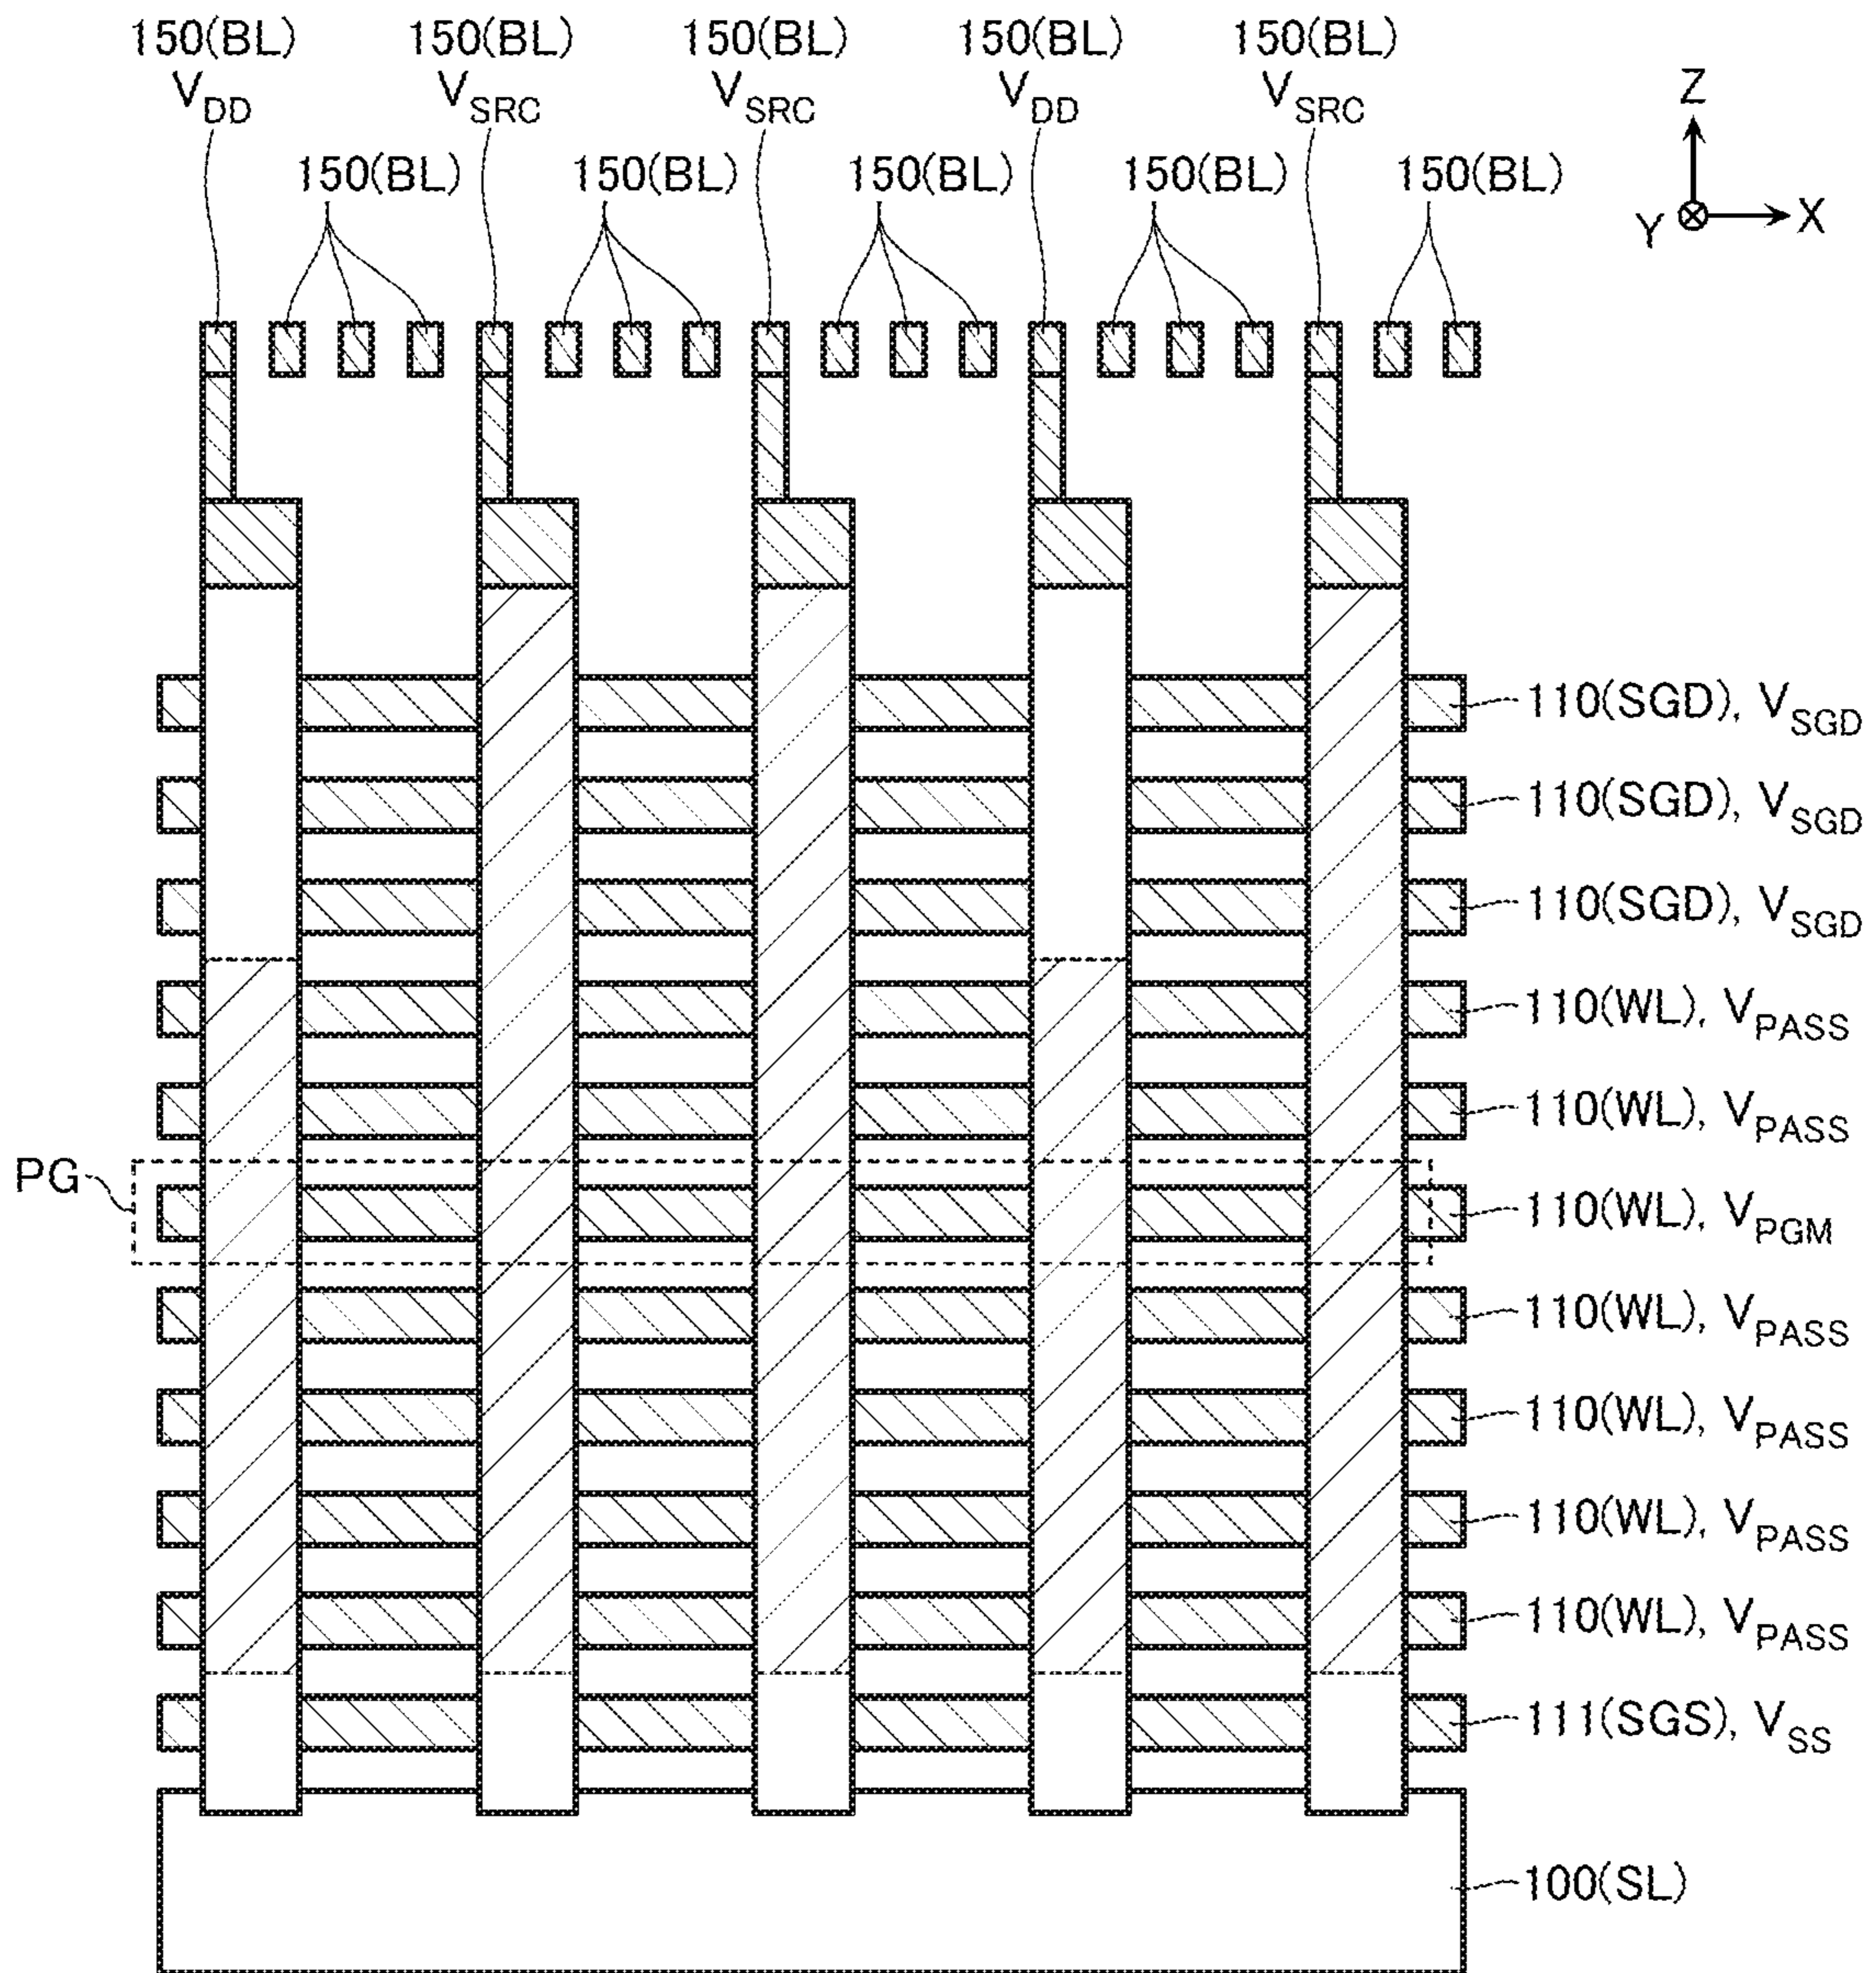 150(BL) 150(BL) 150(BL) 150(BL) 150(BL)
VDD VSRC VSRC VDD VSRC
150(BL) 150(BL) 150(BL) 150(BL) 150(BL)
Z
Y X
110(SGD), VSGD
110(SGD), VSGD
110(SGD), VSGD
110(WL), VPASS
110(WL), VPASS
PG
110(WL), VPGM
110(WL), VPASS
110(WL), VPASS
110(WL), VPASS
110(WL), VPASS
111(SGS), VSS
100(SL)